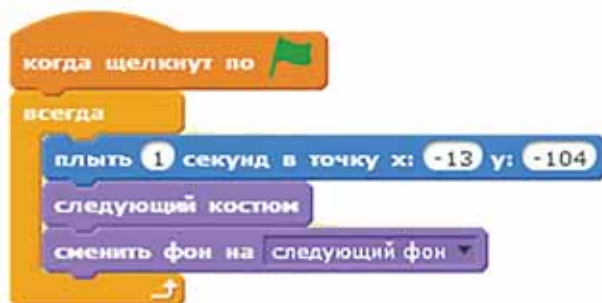 когда щелкнут по
всегда
плыть 1 секунд в точку x: -13 y: -104
следующий костюм
сменить фон на следующий фон